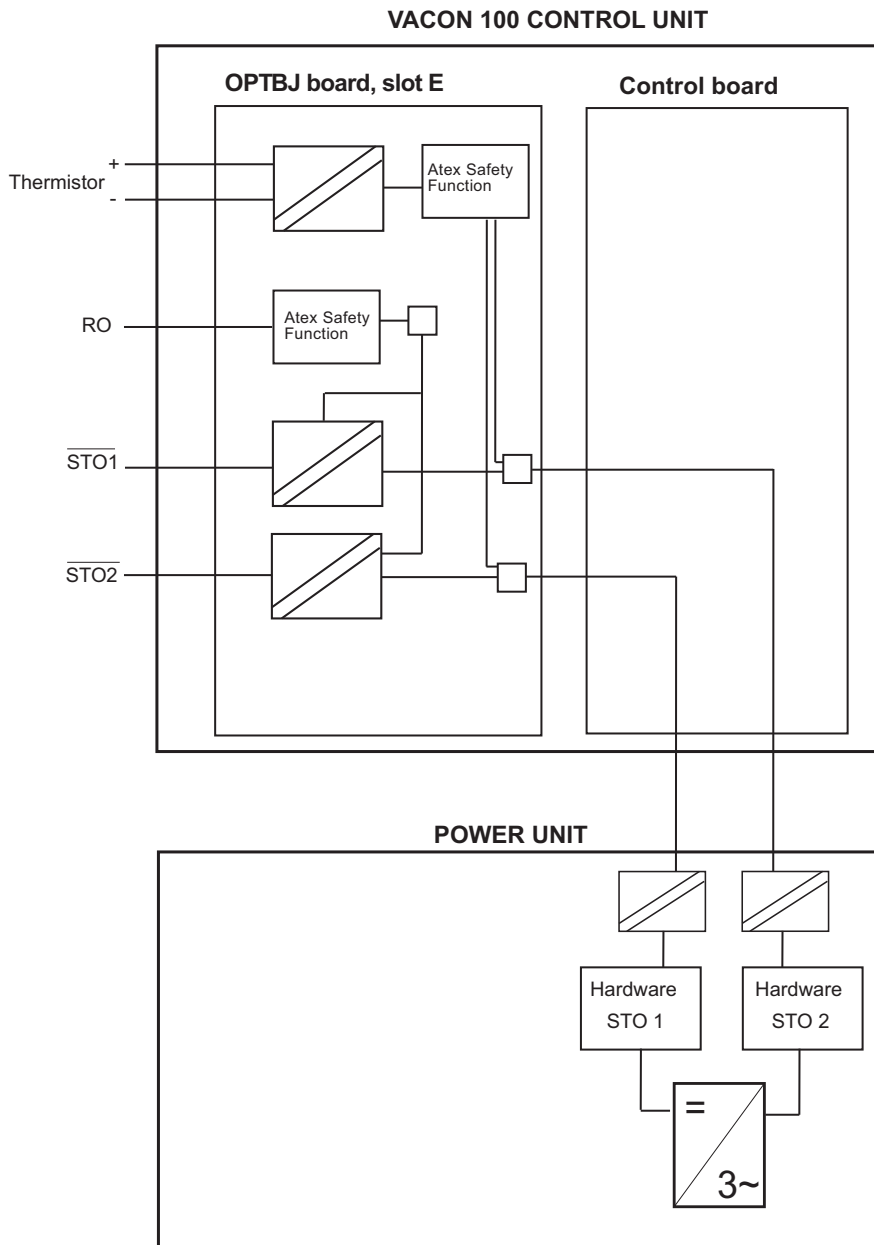 VACON 100 CONTROL UNIT
OPTBJ board, slot E
Control board
Thermistor
+
-
Atex Safety
Function
RO
Atex Safety
Function
STO1
STO2
POWER UNIT
Hardware
STO 1
Hardware
STO 2
=
3~